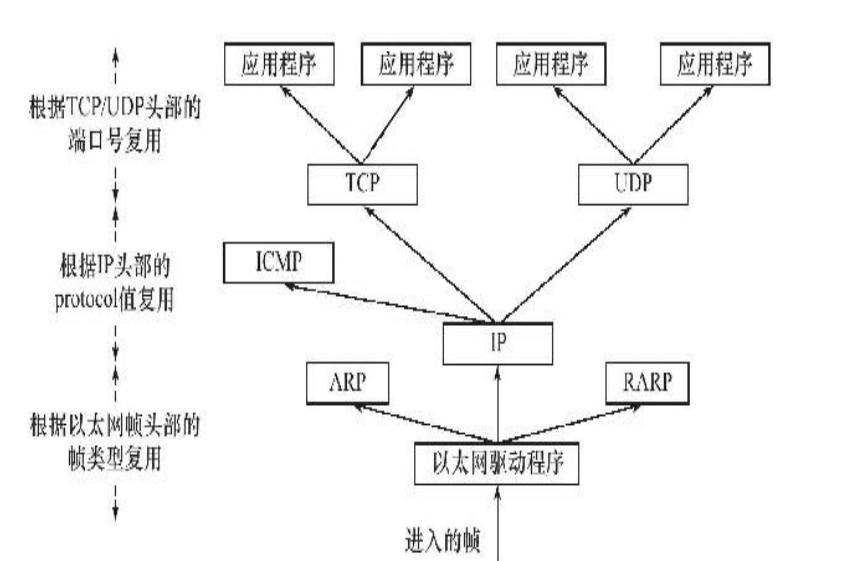 应用程序 应用程序 应用程序 应用程序
根据TCP/UDP头部的
端口号复用
TCP UDP
ICMP
根据IP头部的
protocol值复用
IP
ARP RARP
根据以太网帧头部的
帧类型复用
以太网驱动程序
进入的帧